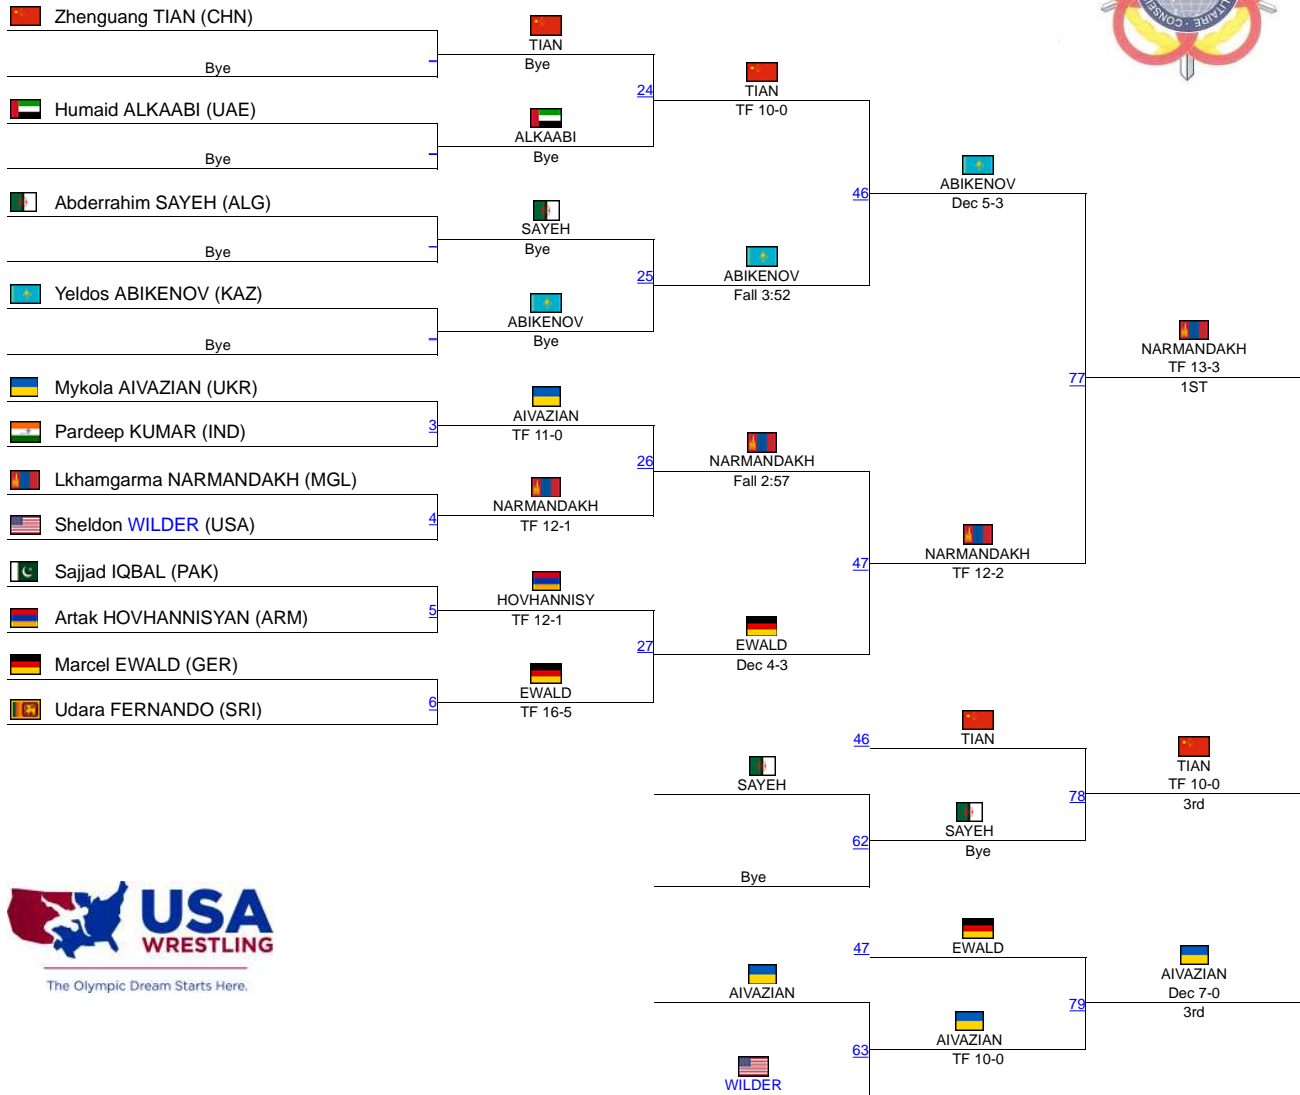 Zhenguang TIAN (CHN)
Bye
Humaid ALKAABI (UAE)
Bye
Abderrahim SAYEH (ALG)
Bye
Yeldos ABIKENOV (KAZ)
Bye
Mykola AIVAZIAN (UKR)
3
Pardeep KUMAR (IND)
Lkhamgarma NARMANDAKH (MGL)
4
Sheldon WILDER (USA)
Sajjad IQBAL (PAK)
5
Artak HOVHANNISYAN (ARM)
Marcel EWALD (GER)
6
Udara FERNANDO (SRI)
TIAN
Bye
24
ALKAABI
Bye
SAYEH
Bye
25
ABIKENOV
Bye
AIVAZIAN
TF 11-0
26
NARMANDAKH
TF 12-1
HOVHANNISY
TF 12-1
27
EWALD
TF 16-5
TIAN
TF 10-0
46
ABIKENOV
Fall 3:52
NARMANDAKH
Fall 2:57
47
EWALD
Dec 4-3
ABIKENOV
Dec 5-3
77
NARMANDAKH
TF 12-2
NARMANDAKH
TF 13-3
1ST
46
TIAN
SAYEH
62
Bye
SAYEH
Bye
78
TIAN
TF 10-0
3rd
47
EWALD
AIVAZIAN
63
WILDER
AIVAZIAN
TF 10-0
79
AIVAZIAN
Dec 7-0
3rd
USA
WRESTLING
The Olympic Dream Starts Here.
CONSEIL
LITAIRE